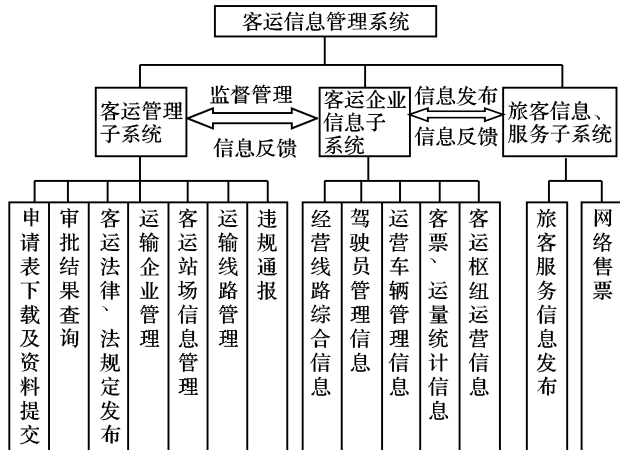 客运信息管理系统
客运管理
子系统
监督管理
信息反馈
客运企业
信息子
系统
信息发布
信息反馈
旅客信息、
服务子系统
申请表下载及资料提交
审批结果查询
客运法律、法规定发布
运输企业管理
客运站场信息管理
运输线路管理
违规通报
经营线路综合信息
驾驶员管理信息
运营车辆管理信息
客票、运量统计信息
客运枢纽运营信息
旅客服务信息发布
网络售票